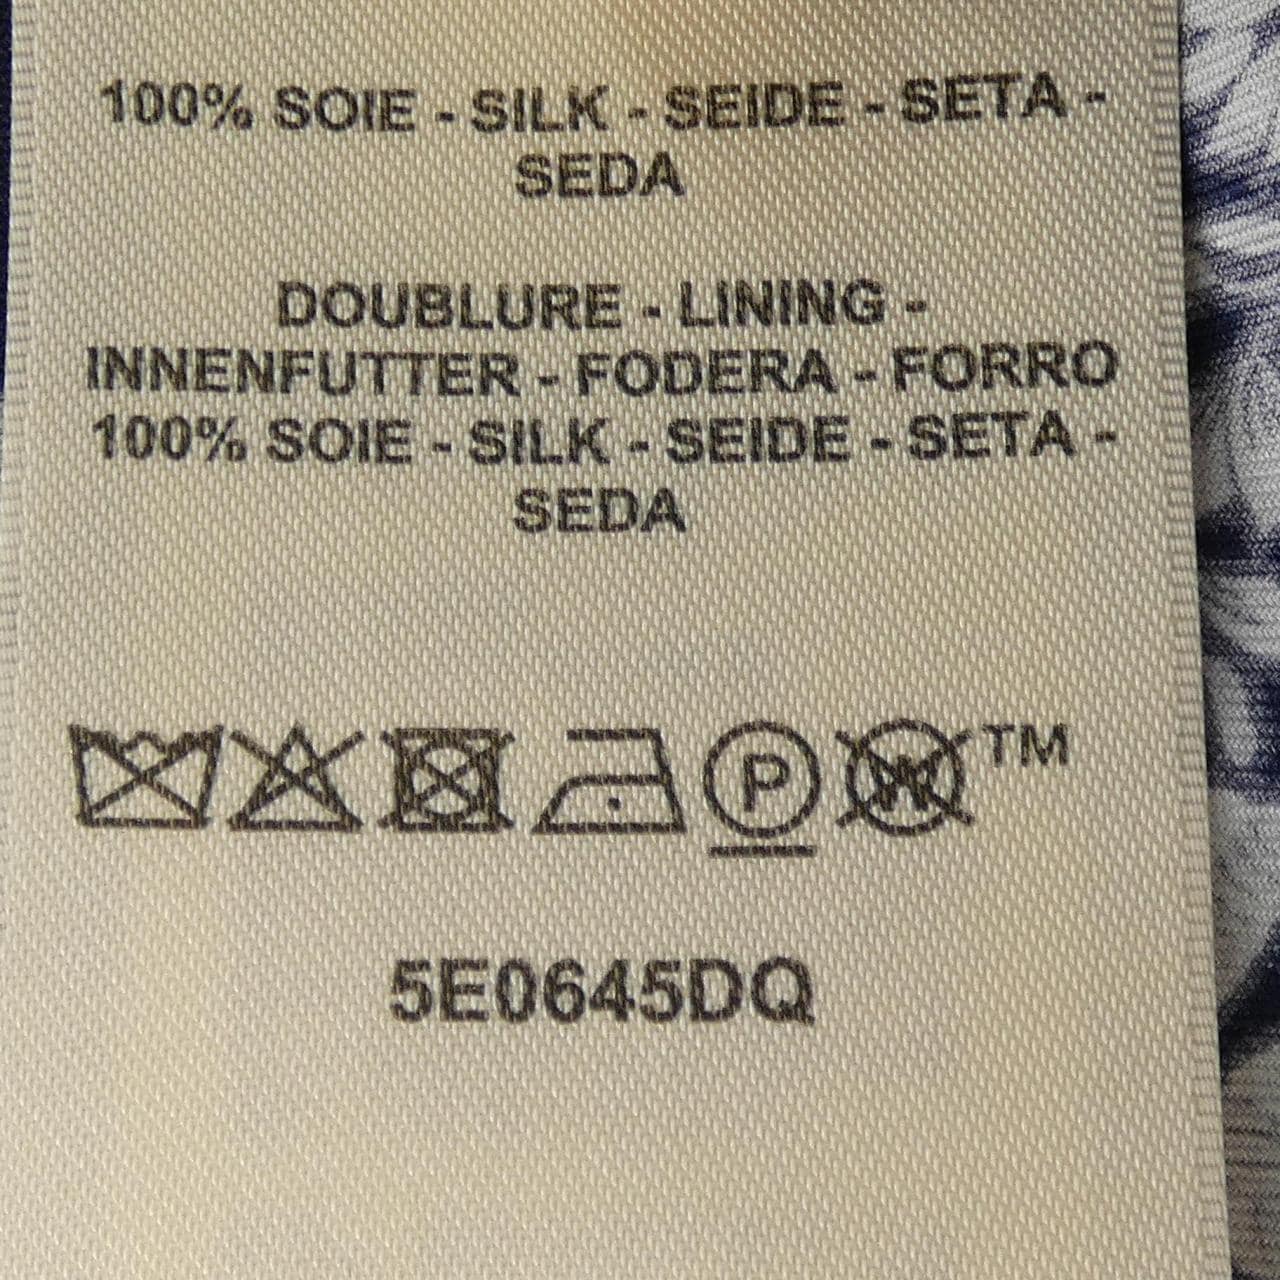 100% SOIE - SILK - SEIDE - SETA -
SEDA
DOUBLURE - LINING -
INNENFUTTER - FODERA - FORRO
100% SOIE - SILK - SEIDE - SETA -
SEDA
P W TM
5E0645DQ